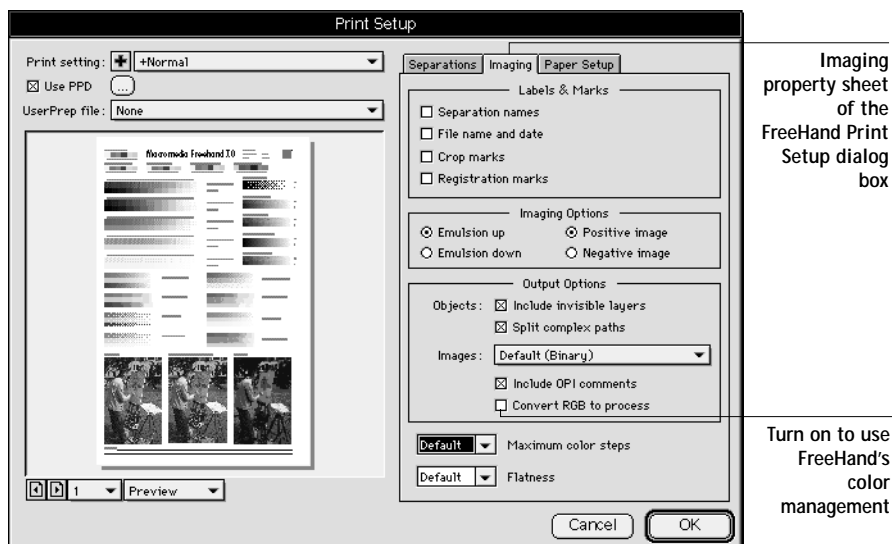 Print Setup
Print setting: + +Normal
Use PPD ...
UserPrep file: None
Macromedia Freehand 7.0
1 Preview
Separations Imaging Paper Setup
Labels & Marks
Separation names
File name and date
Crop marks
Registration marks
Imaging Options
Emulsion up Positive image
Emulsion down Negative image
Output Options
Objects: Include invisible layers
Split complex paths
Images: Default (Binary)
Include OPI comments
Convert RGB to process
Default Maximum color steps
Default Flatness
Cancel OK
Imaging
property sheet
of the
FreeHand Print
Setup dialog
box
Turn on to use
FreeHand's
color
management